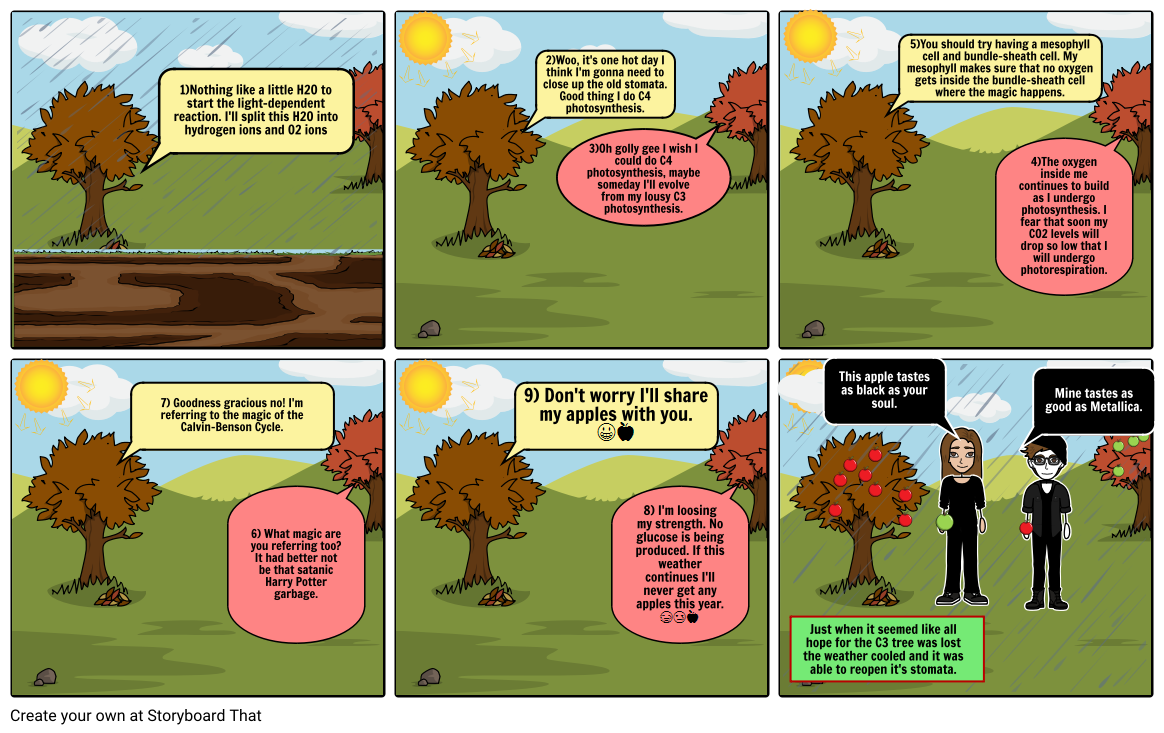 1)Nothing like a little H2O to
start the light-dependent
reaction. I'll split this H2O into
hydrogen ions and O2 ions
2)Woo, it's one hot day I
think I'm gonna need to
close up the old stomata.
Good thing I do C4
photosynthesis.
3)Oh golly gee I wish I
could do C4
photosynthesis, maybe
someday I'll evolve
from my lousy C3
photosynthesis.
5)You should try having a mesophyll
cell and bundle-sheath cell. My
mesophyll makes sure that no oxygen
gets inside the bundle-sheath cell
where the magic happens.
4)The oxygen
inside me
continues to build
as I undergo
photosynthesis. I
fear that soon my
CO2 levels will
drop so low that I
will undergo
photorespiration.
7) Goodness gracious no! I'm
referring to the magic of the
Calvin-Benson Cycle.
6) What magic are
you referring too?
It had better not
be that satanic
Harry Potter
garbage.
9) Don't worry I'll share
my apples with you.
😀🍎
8) I'm loosing
my strength. No
glucose is being
produced. If this
weather
continues I'll
never get any
apples this year.
This apple tastes
as black as your
soul.
Mine tastes as
good as Metallica.
Just when it seemed like all
hope for the C3 tree was lost
the weather cooled and it was
able to reopen it's stomata.
Create your own at Storyboard That